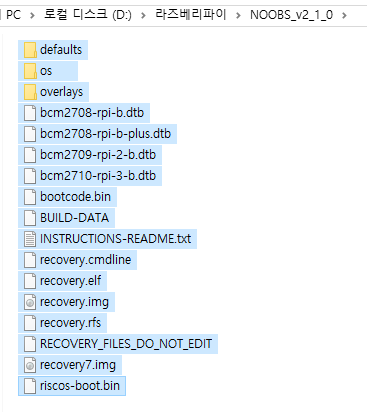 PC > 로컬 디스크 (D:) > 라즈베리파이 > NOOBS_v2_1_0 >
defaults
os
overlays
bcm2708-rpi-b.dtb
bcm2708-rpi-b-plus.dtb
bcm2709-rpi-2-b.dtb
bcm2710-rpi-3-b.dtb
bootcode.bin
BUILD-DATA
INSTRUCTIONS-README.txt
recovery.cmdline
recovery.elf
recovery.img
recovery.rfs
RECOVERY_FILES_DO_NOT_EDIT
recovery7.img
riscos-boot.bin